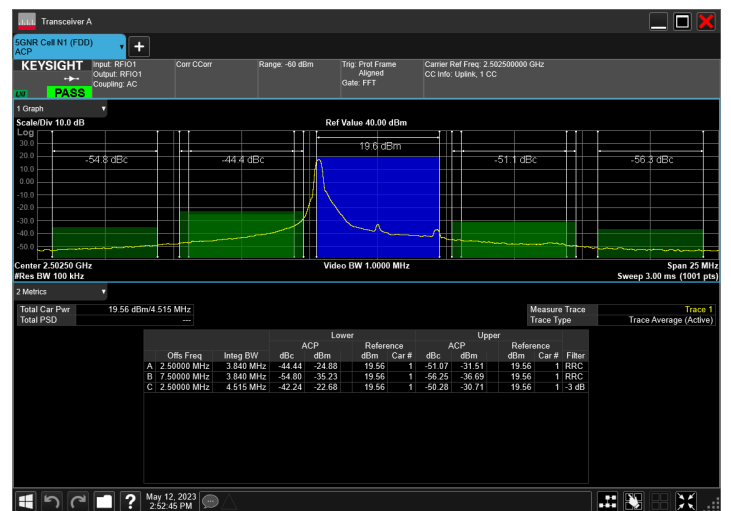 Transceiver A
5GNR Cell N1 (FDD)
ACP
KEYSIGHT Input: RFIO1 Corr CCorr Range: -60 dBm Trig: Prot Frame Carrier Ref Freq: 2.502500000 GHz
Output: RFIO1 Aligned CC Info: Uplink, 1 CC
Coupling: AC Gate: FFT
LXI PASS
1 Graph
Scale/Div 10.0 dB Ref Value 40.00 dBm
Log
30.0
20.0
10.0
0.00
-10.0
-20.0
-30.0
-40.0
-50.0
-54.8 dBc -44.4 dBc 19.6 dBm -51.1 dBc -56.3 dBc
Center 2.50250 GHz Video BW 1.0000 MHz Span 25 MHz
#Res BW 100 kHz Sweep 3.00 ms (1001 pts)
2 Metrics
Total Car Pwr 19.56 dBm/4.515 MHz Measure Trace Trace 1
Total PSD --- Trace Type Trace Average (Active)
Lower Upper
ACP Reference ACP Reference
Offs Freq Integ BW dBc dBm dBm Car # dBc dBm dBm Car # Filter
A 2.50000 MHz 3.840 MHz -44.44 -24.88 19.56 1 -51.07 -31.51 19.56 1 RRC
B 7.50000 MHz 3.840 MHz -54.80 -35.23 19.56 1 -56.25 -36.69 19.56 1 RRC
C 2.50000 MHz 4.515 MHz -42.24 -22.68 19.56 1 -50.28 -30.71 19.56 1 -3 dB
May 12, 2023
2:52:45 PM